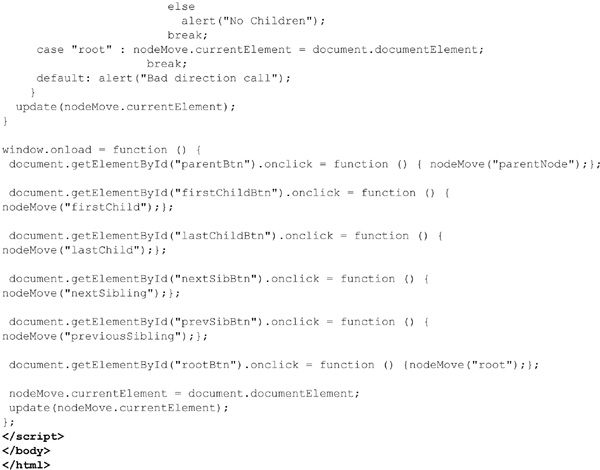 else
alert("No Children");
break;
case "root" : nodeMove.currentElement = document.documentElement;
break;
default: alert("Bad direction call");
}
update(nodeMove.currentElement);
}
window.onload = function () {
document.getElementById("parentBtn").onclick = function () { nodeMove("parentNode");};
document.getElementById("firstChildBtn").onclick = function () {
nodeMove("firstChild");};
document.getElementById("lastChildBtn").onclick = function () {
nodeMove("lastChild");};
document.getElementById("nextSibBtn").onclick = function () {
nodeMove("nextSibling");};
document.getElementById("prevSibBtn").onclick = function () {
nodeMove("previousSibling");};
document.getElementById("rootBtn").onclick = function () {nodeMove("root");};
nodeMove.currentElement = document.documentElement;
update(nodeMove.currentElement);
};
</script>
</body>
</html>